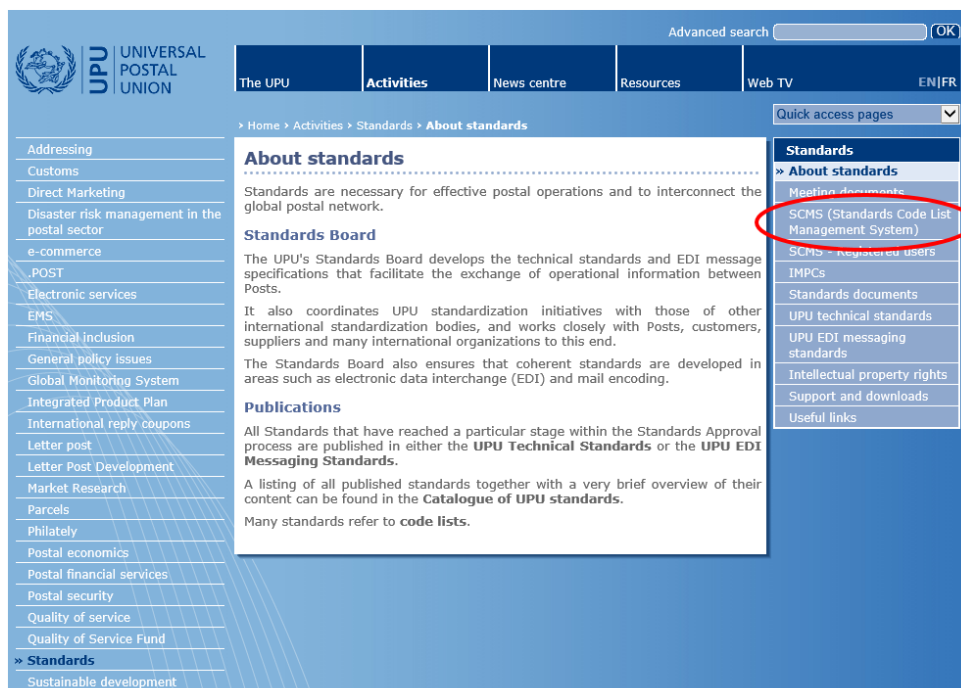 Advanced search
OK
UPU
UNIVERSAL
POSTAL
UNION
The UPU
Activities
News centre
Resources
Web TV
EN|FR
Quick access pages
› Home › Activities › Standards › About standards
Addressing
Customs
Direct Marketing
Disaster risk management in the
postal sector
e-commerce
.POST
Electronic services
EMS
Financial inclusion
General policy issues
Global Monitoring System
Integrated Product Plan
International reply coupons
Letter post
Letter Post Development
Market Research
Parcels
Philately
Postal economics
Postal financial services
Postal security
Quality of service
Quality of Service Fund
» Standards
Sustainable development
About standards
Standards are necessary for effective postal operations and to interconnect the
global postal network.
Standards Board
The UPU's Standards Board develops the technical standards and EDI message
specifications that facilitate the exchange of operational information between
Posts.
It also coordinates UPU standardization initiatives with those of other
international standardization bodies, and works closely with Posts, customers,
suppliers and many international organizations to this end.
The Standards Board also ensures that coherent standards are developed in
areas such as electronic data interchange (EDI) and mail encoding.
Publications
All Standards that have reached a particular stage within the Standards Approval
process are published in either the UPU Technical Standards or the UPU EDI
Messaging Standards.
A listing of all published standards together with a very brief overview of their
content can be found in the Catalogue of UPU standards.
Many standards refer to code lists.
Standards
» About standards
Meeting documents
SCMS (Standards Code List
Management System)
SCMS - Registered users
IMPCs
Standards documents
UPU technical standards
UPU EDI messaging
standards
Intellectual property rights
Support and downloads
Useful links